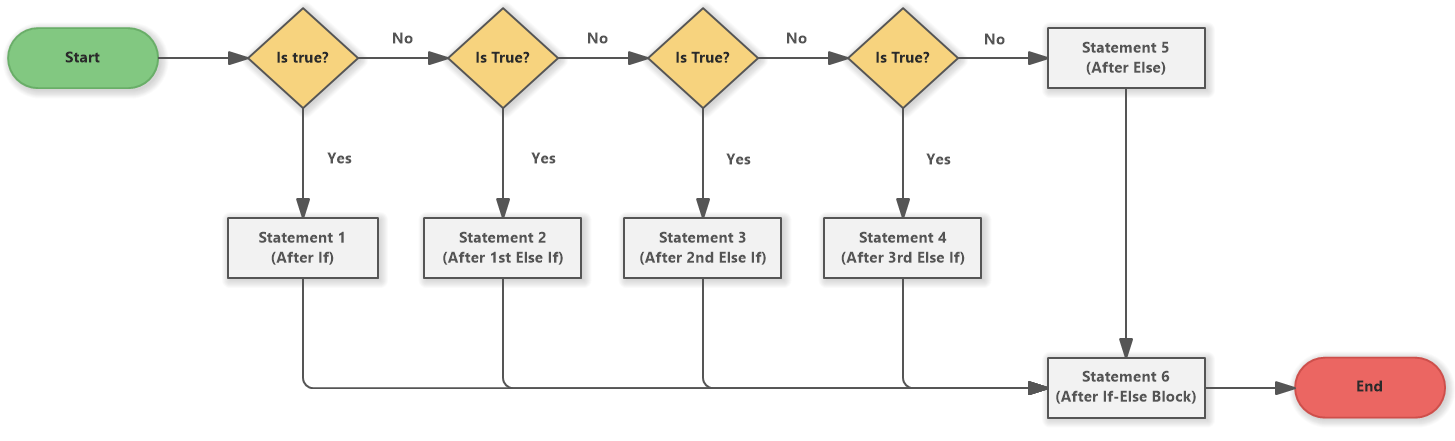 Start
Is true?
No
Is True?
No
Is True?
No
Is True?
No
Statement 5
(After Else)
Yes
Yes
Yes
Yes
Statement 1
(After If)
Statement 2
(After 1st Else If)
Statement 3
(After 2nd Else If)
Statement 4
(After 3rd Else If)
Statement 6
(After If-Else Block)
End